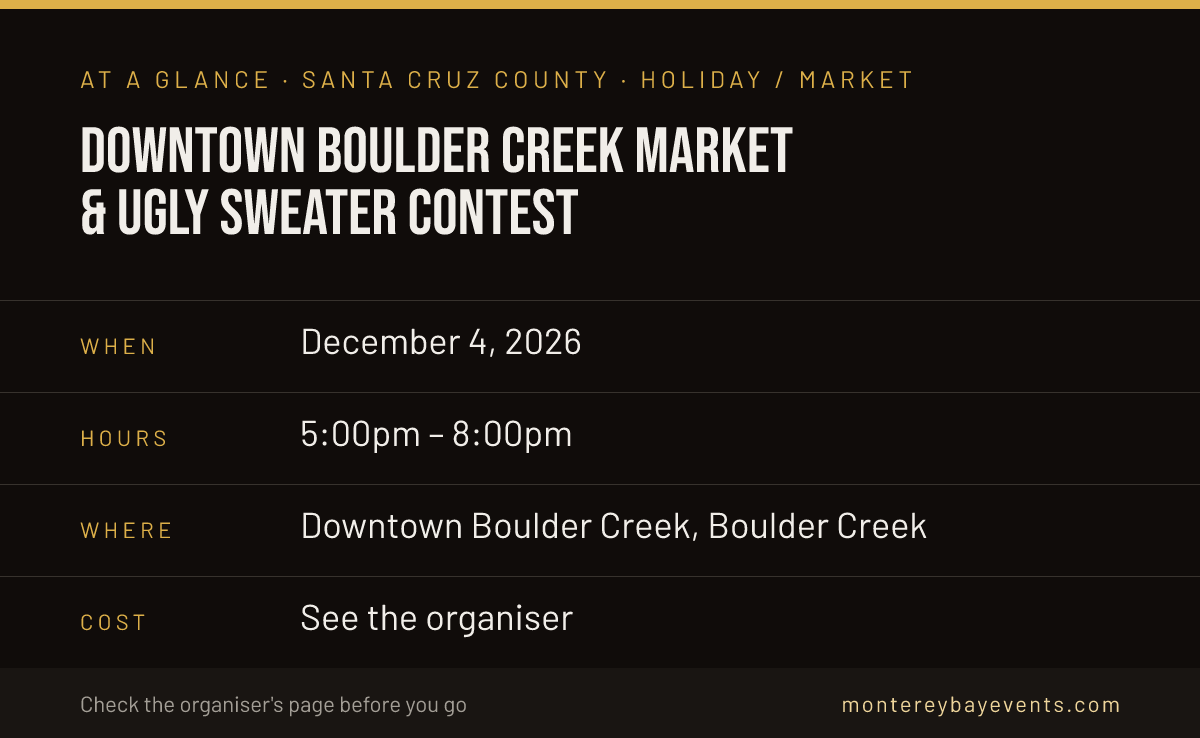 AT A GLANCE · SANTA CRUZ COUNTY · HOLIDAY / MARKET
DOWNTOWN BOULDER CREEK MARKET
& UGLY SWEATER CONTEST
WHEN December 4, 2026
HOURS 5:00pm – 8:00pm
WHERE Downtown Boulder Creek, Boulder Creek
COST See the organiser
Check the organiser's page before you go montereybayevents.com